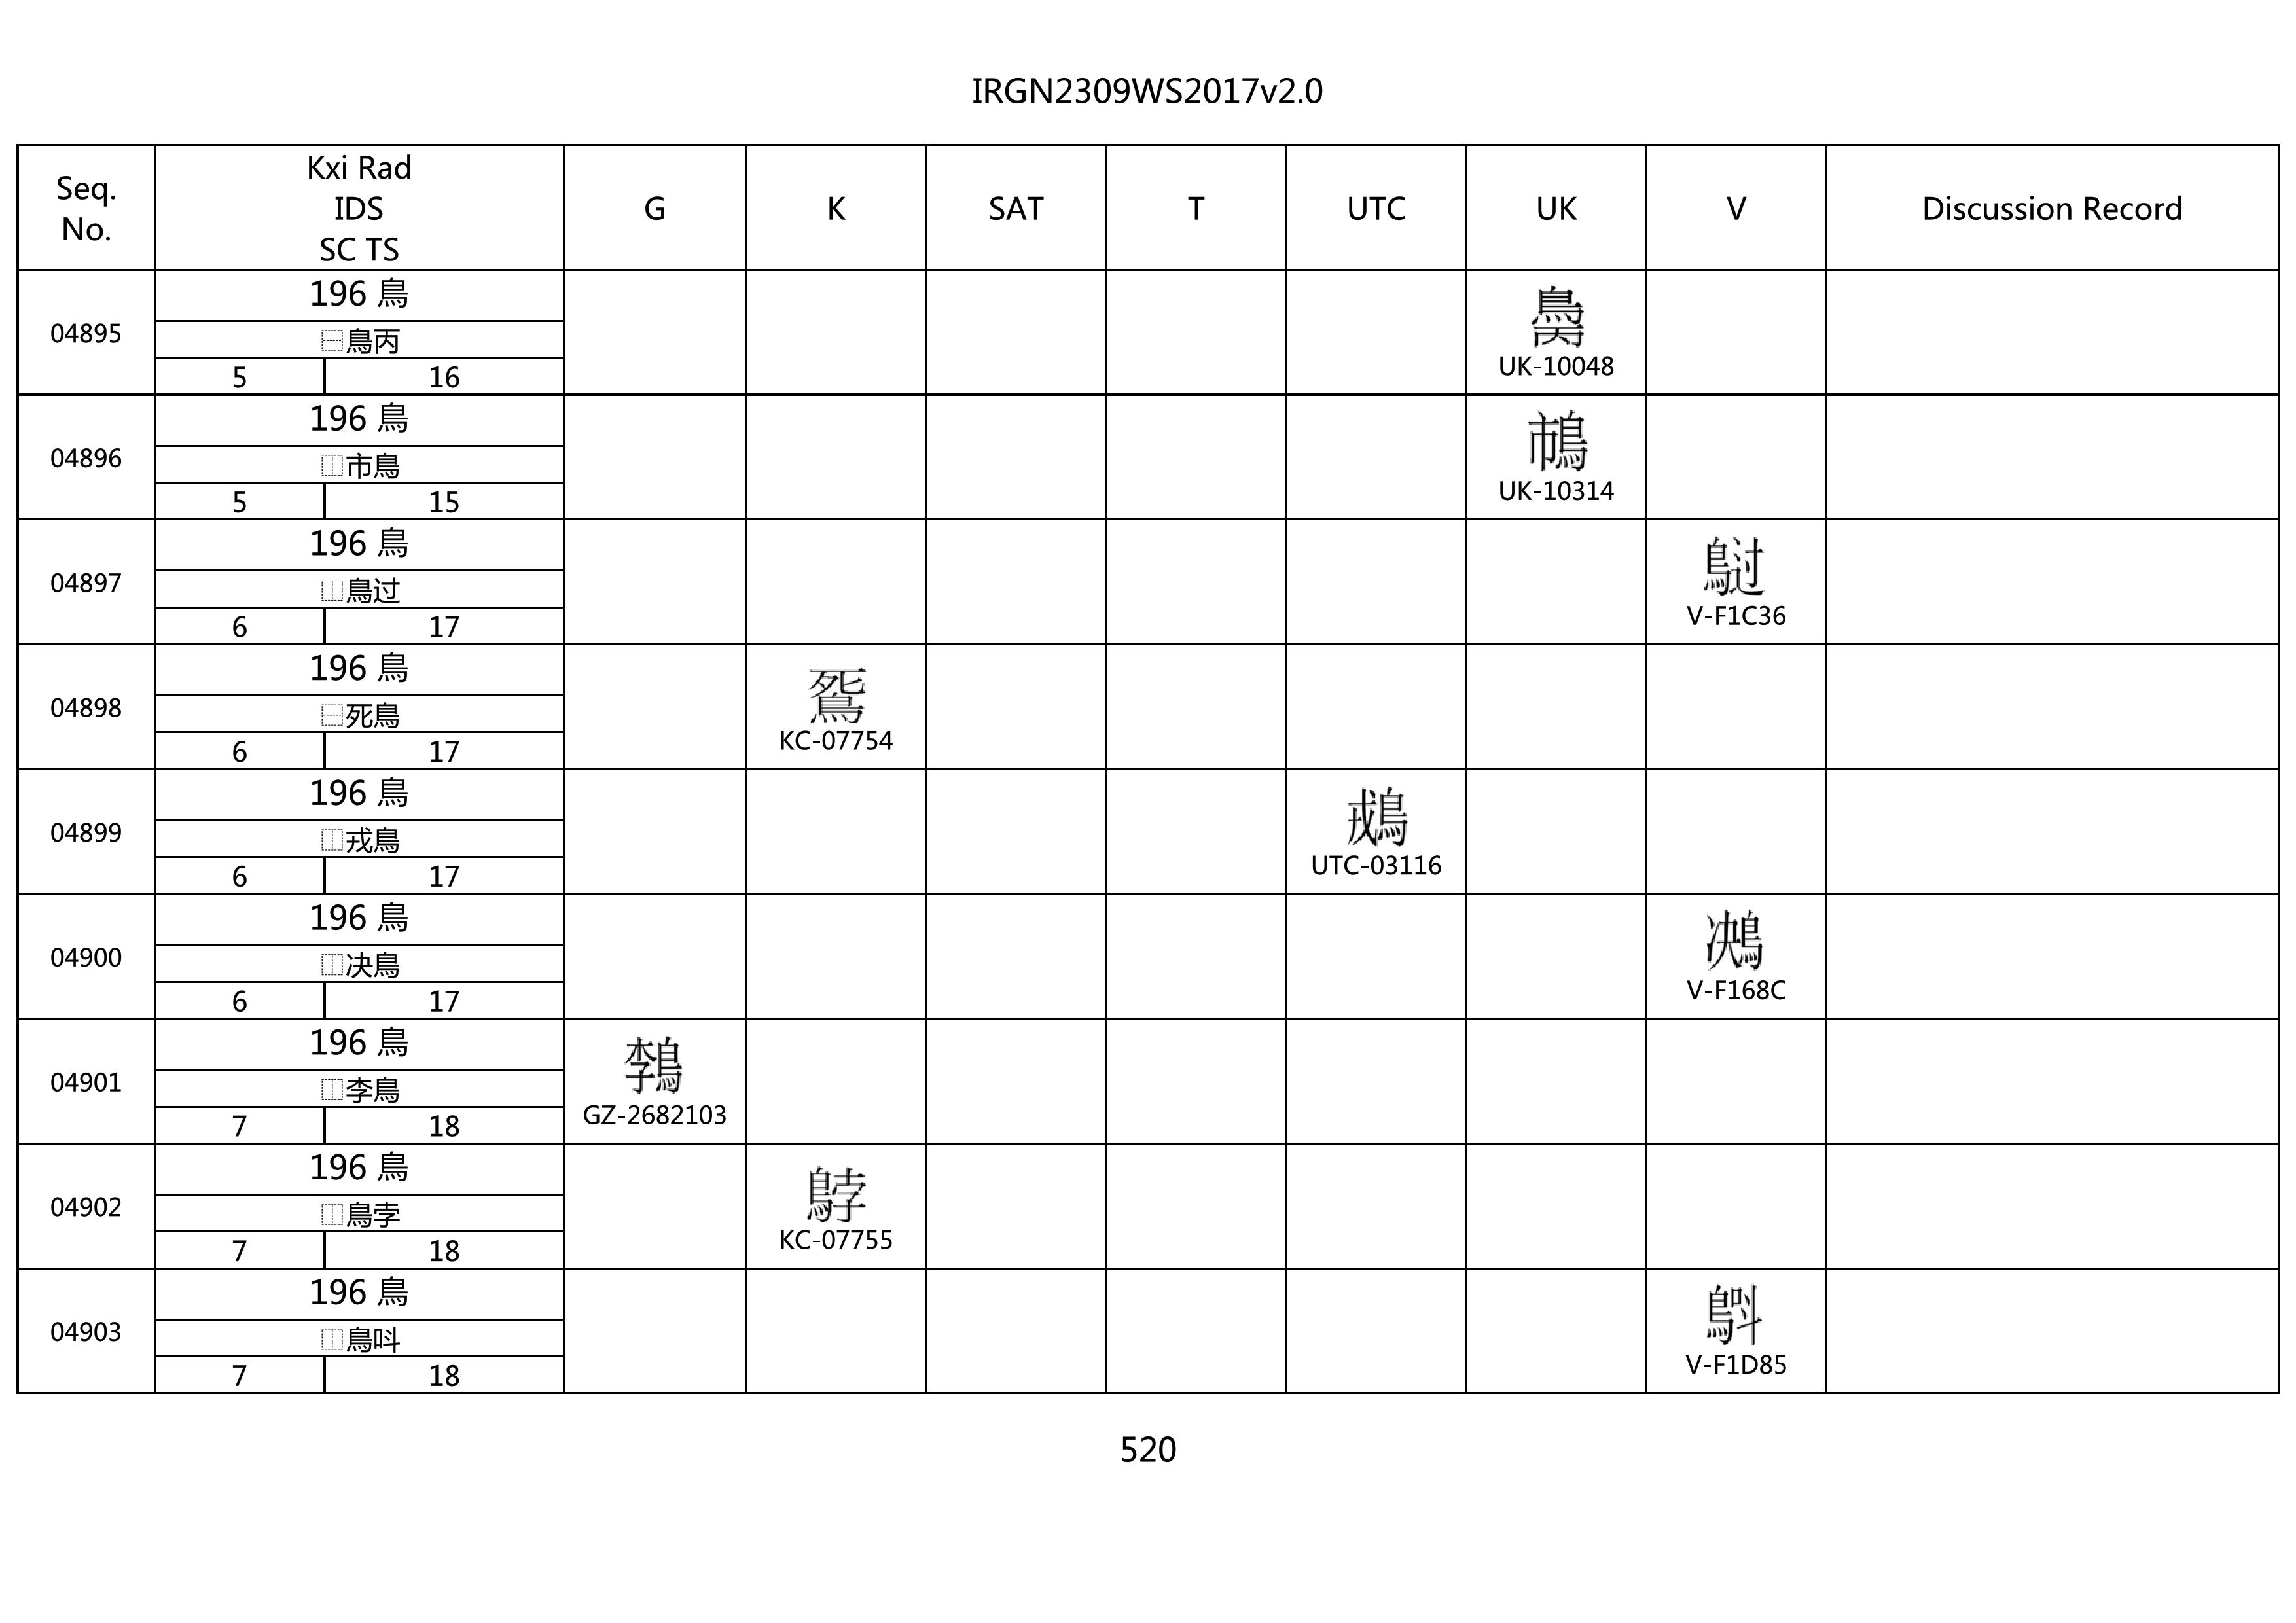 IRGN2309WS2017v2.0
Seq. No. Kxi Rad IDS SC TS G K SAT T UTC UK V Discussion Record
04895
196 鳥
⿱鳥丙
5 16
UK-10048
04896
196 鳥
⿰市鳥
5 15
UK-10314
04897
196 鳥
⿰鳥过
6 17
V-F1C36
04898
196 鳥
⿱死鳥
6 17
KC-07754
04899
196 鳥
⿰戎鳥
6 17
UTC-03116
04900
196 鳥
⿰决鳥
6 17
V-F168C
04901
196 鳥
⿰李鳥
7 18
GZ-2682103
04902
196 鳥
⿰鳥孛
7 18
KC-07755
04903
196 鳥
⿰鳥呌
7 18
V-F1D85
520